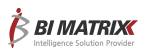 BI MATRIX
Intelligence Solution Provider